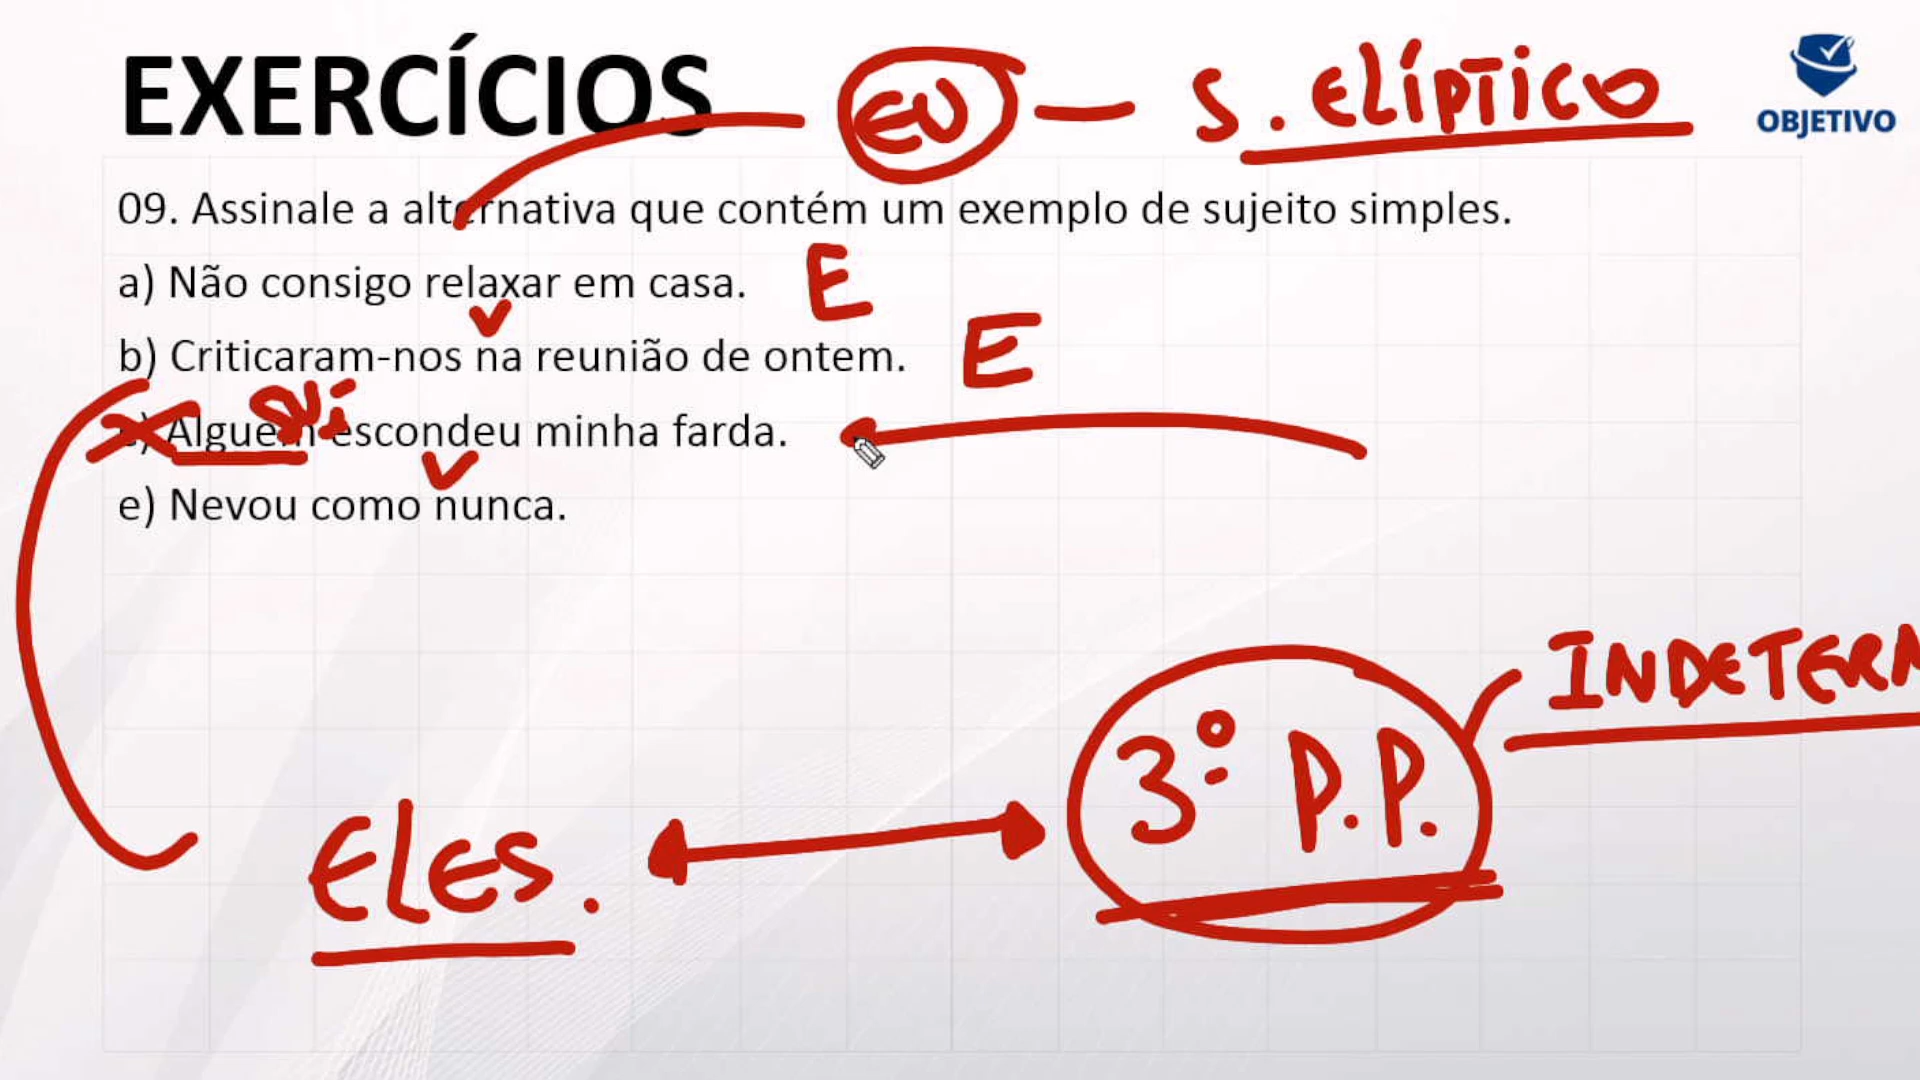 EXERCÍCIOS
EU — S. ELÍPTICO
OBJETIVO
09. Assinale a alternativa que contém um exemplo de sujeito simples.
a) Não consigo relaxar em casa. E
b) Criticaram-nos na reunião de ontem. E
Alguem escondeu minha farda.
e) Nevou como nunca.
INDETERM
3º P.P.
ELES.